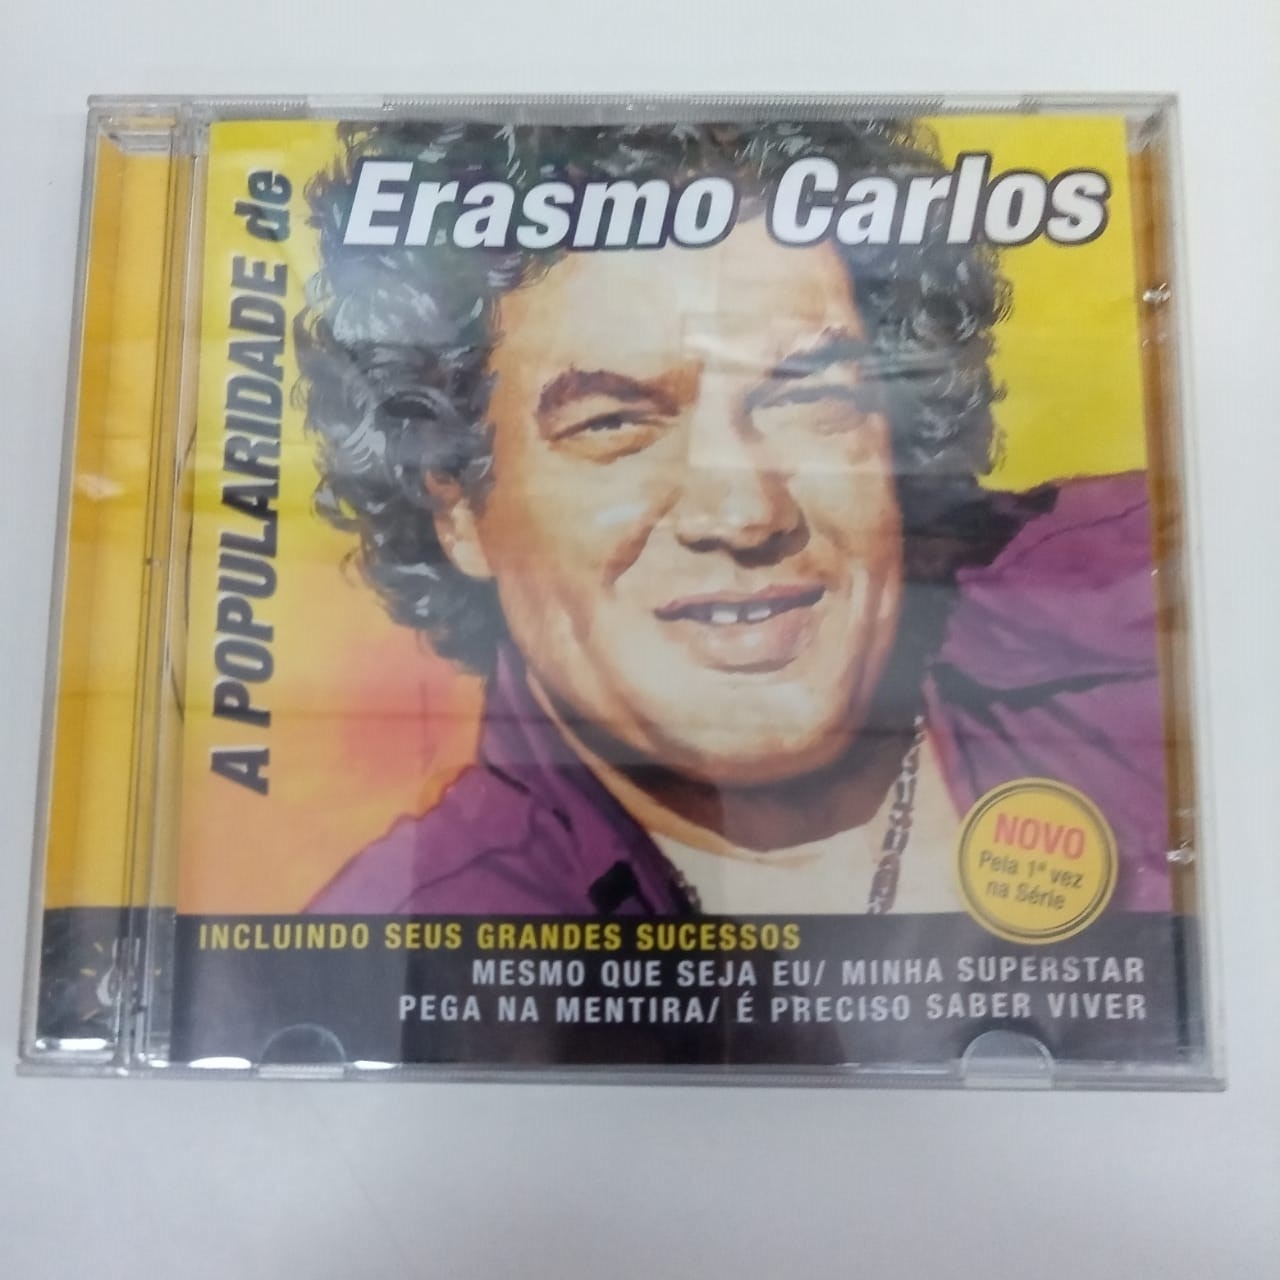 A POPULARIDADE de
Erasmo Carlos
NOVO
Pela 1ª vez
na Série
INCLUINDO SEUS GRANDES SUCESSOS
MESMO QUE SEJA EU/ MINHA SUPERSTAR
PEGA NA MENTIRA/ É PRECISO SABER VIVER